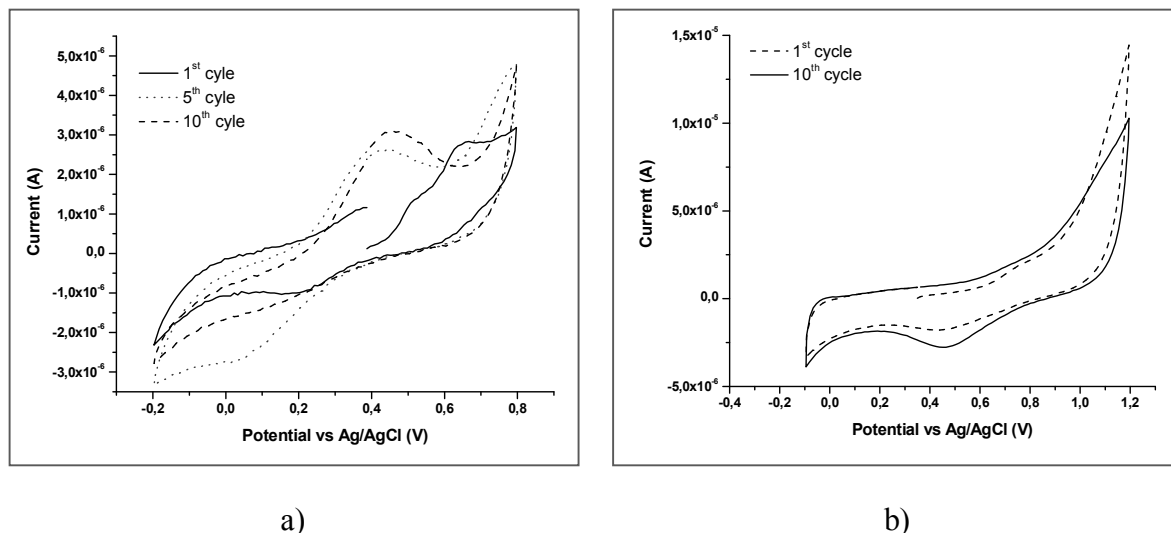 5,0x10⁻⁶
4,0x10⁻⁶
3,0x10⁻⁶
2,0x10⁻⁶
1,0x10⁻⁶
0,0
-1,0x10⁻⁶
-2,0x10⁻⁶
-3,0x10⁻⁶
Current (A)
1ˢᵗ cyle
5ᵗʰ cyle
10ᵗʰ cyle
-0,2 0,0 0,2 0,4 0,6 0,8
Potential vs Ag/AgCl (V)
a)
1,5x10⁻⁵
1,0x10⁻⁵
5,0x10⁻⁶
0,0
-5,0x10⁻⁶
Current (A)
1ˢᵗ cycle
10ᵗʰ cycle
-0,4 -0,2 0,0 0,2 0,4 0,6 0,8 1,0 1,2
Potential vs Ag/AgCl (V)
b)